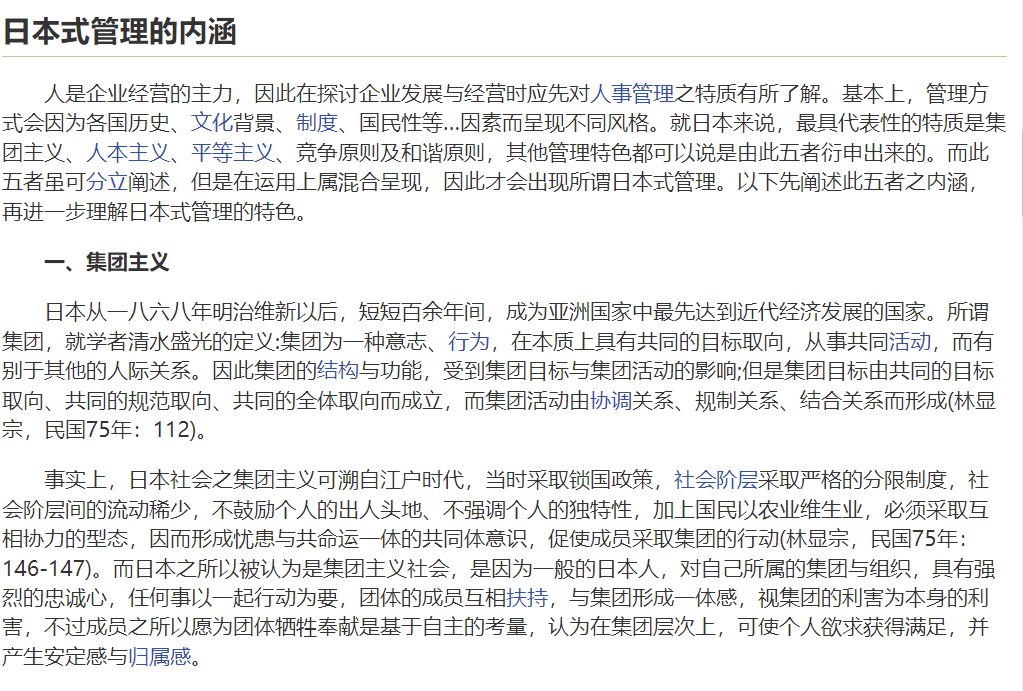 日本式管理的内涵
人是企业经营的主力，因此在探讨企业发展与经营时应先对人事管理之特质有所了解。基本上，管理方
式会因为各国历史、文化背景、制度、国民性等...因素而呈现不同风格。就日本来说，最具代表性的特质是集
团主义、人本主义、平等主义、竞争原则及和谐原则，其他管理特色都可以说是由此五者衍申出来的。而此
五者虽可分立阐述，但是在运用上属混合呈现，因此才会出现所谓日本式管理。以下先阐述此五者之内涵，
再进一步理解日本式管理的特色。
一、集团主义
日本从一八六八年明治维新以后，短短百余年间，成为亚洲国家中最先达到近代经济发展的国家。所谓
集团，就学者清水盛光的定义:集团为一种意志、行为，在本质上具有共同的目标取向，从事共同活动，而有
别于其他的人际关系。因此集团的结构与功能，受到集团目标与集团活动的影响;但是集团目标由共同的目标
取向、共同的规范取向、共同的全体取向而成立，而集团活动由协调关系、规制关系、结合关系而形成(林显
宗，民国75年：112)。
事实上，日本社会之集团主义可溯自江户时代，当时采取锁国政策，社会阶层采取严格的分限制度，社
会阶层间的流动稀少，不鼓励个人的出人头地、不强调个人的独特性，加上国民以农业维生业，必须采取互
相协力的型态，因而形成忧患与共命运一体的共同体意识，促使成员采取集团的行动(林显宗，民国75年：
146-147)。而日本之所以被认为是集团主义社会，是因为一般的日本人，对自己所属的集团与组织，具有强
烈的忠诚心，任何事以一起行动为要，团体的成员互相扶持，与集团形成一体感，视集团的利害为本身的利
害，不过成员之所以愿为团体牺牲奉献是基于自主的考量，认为在集团层次上，可使个人欲求获得满足，并
产生安定感与归属感。